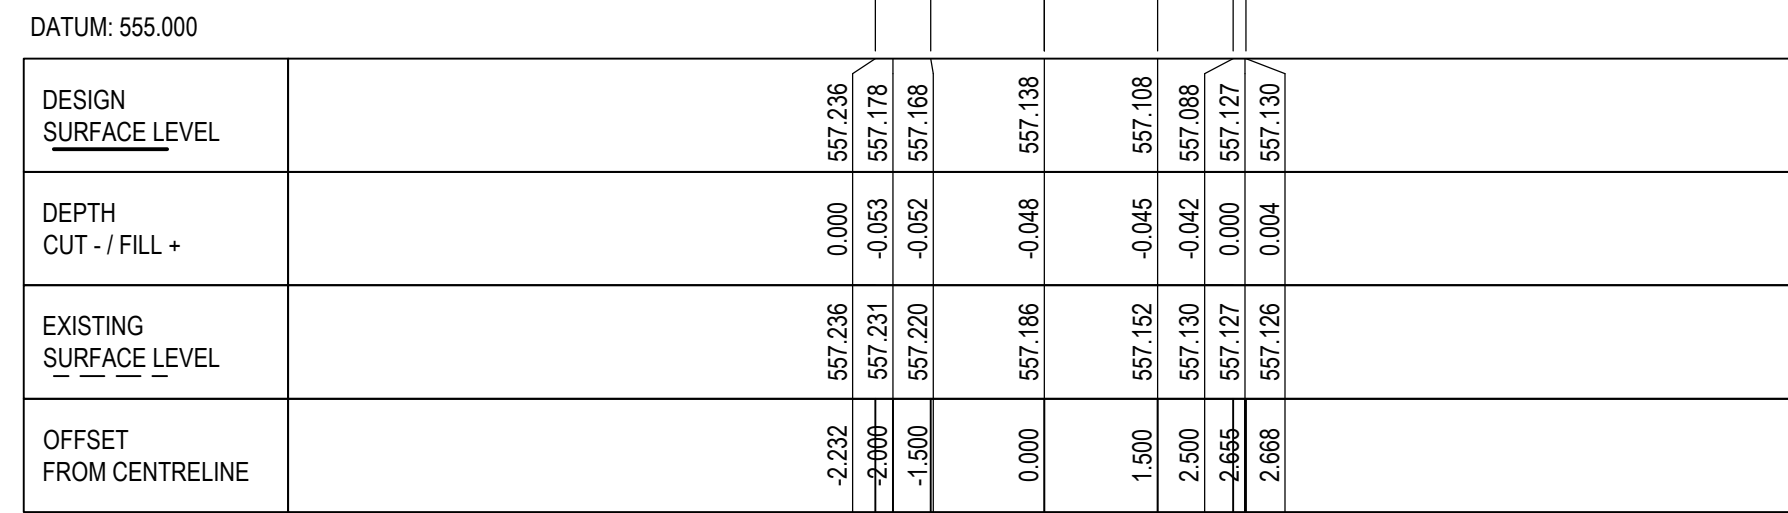 DATUM: 555.000
DESIGN
SURFACE LEVEL
557.236 557.178 557.168 557.138 557.108 557.088 557.127 557.130
DEPTH
CUT - / FILL +
0.000 -0.053 -0.052 -0.048 -0.045 -0.042 0.000 0.004
EXISTING
SURFACE LEVEL
557.236 557.231 557.220 557.186 557.152 557.130 557.127 557.126
OFFSET
FROM CENTRELINE
-2.232 -2.000 -1.500 0.000 1.500 2.500 2.655 2.668